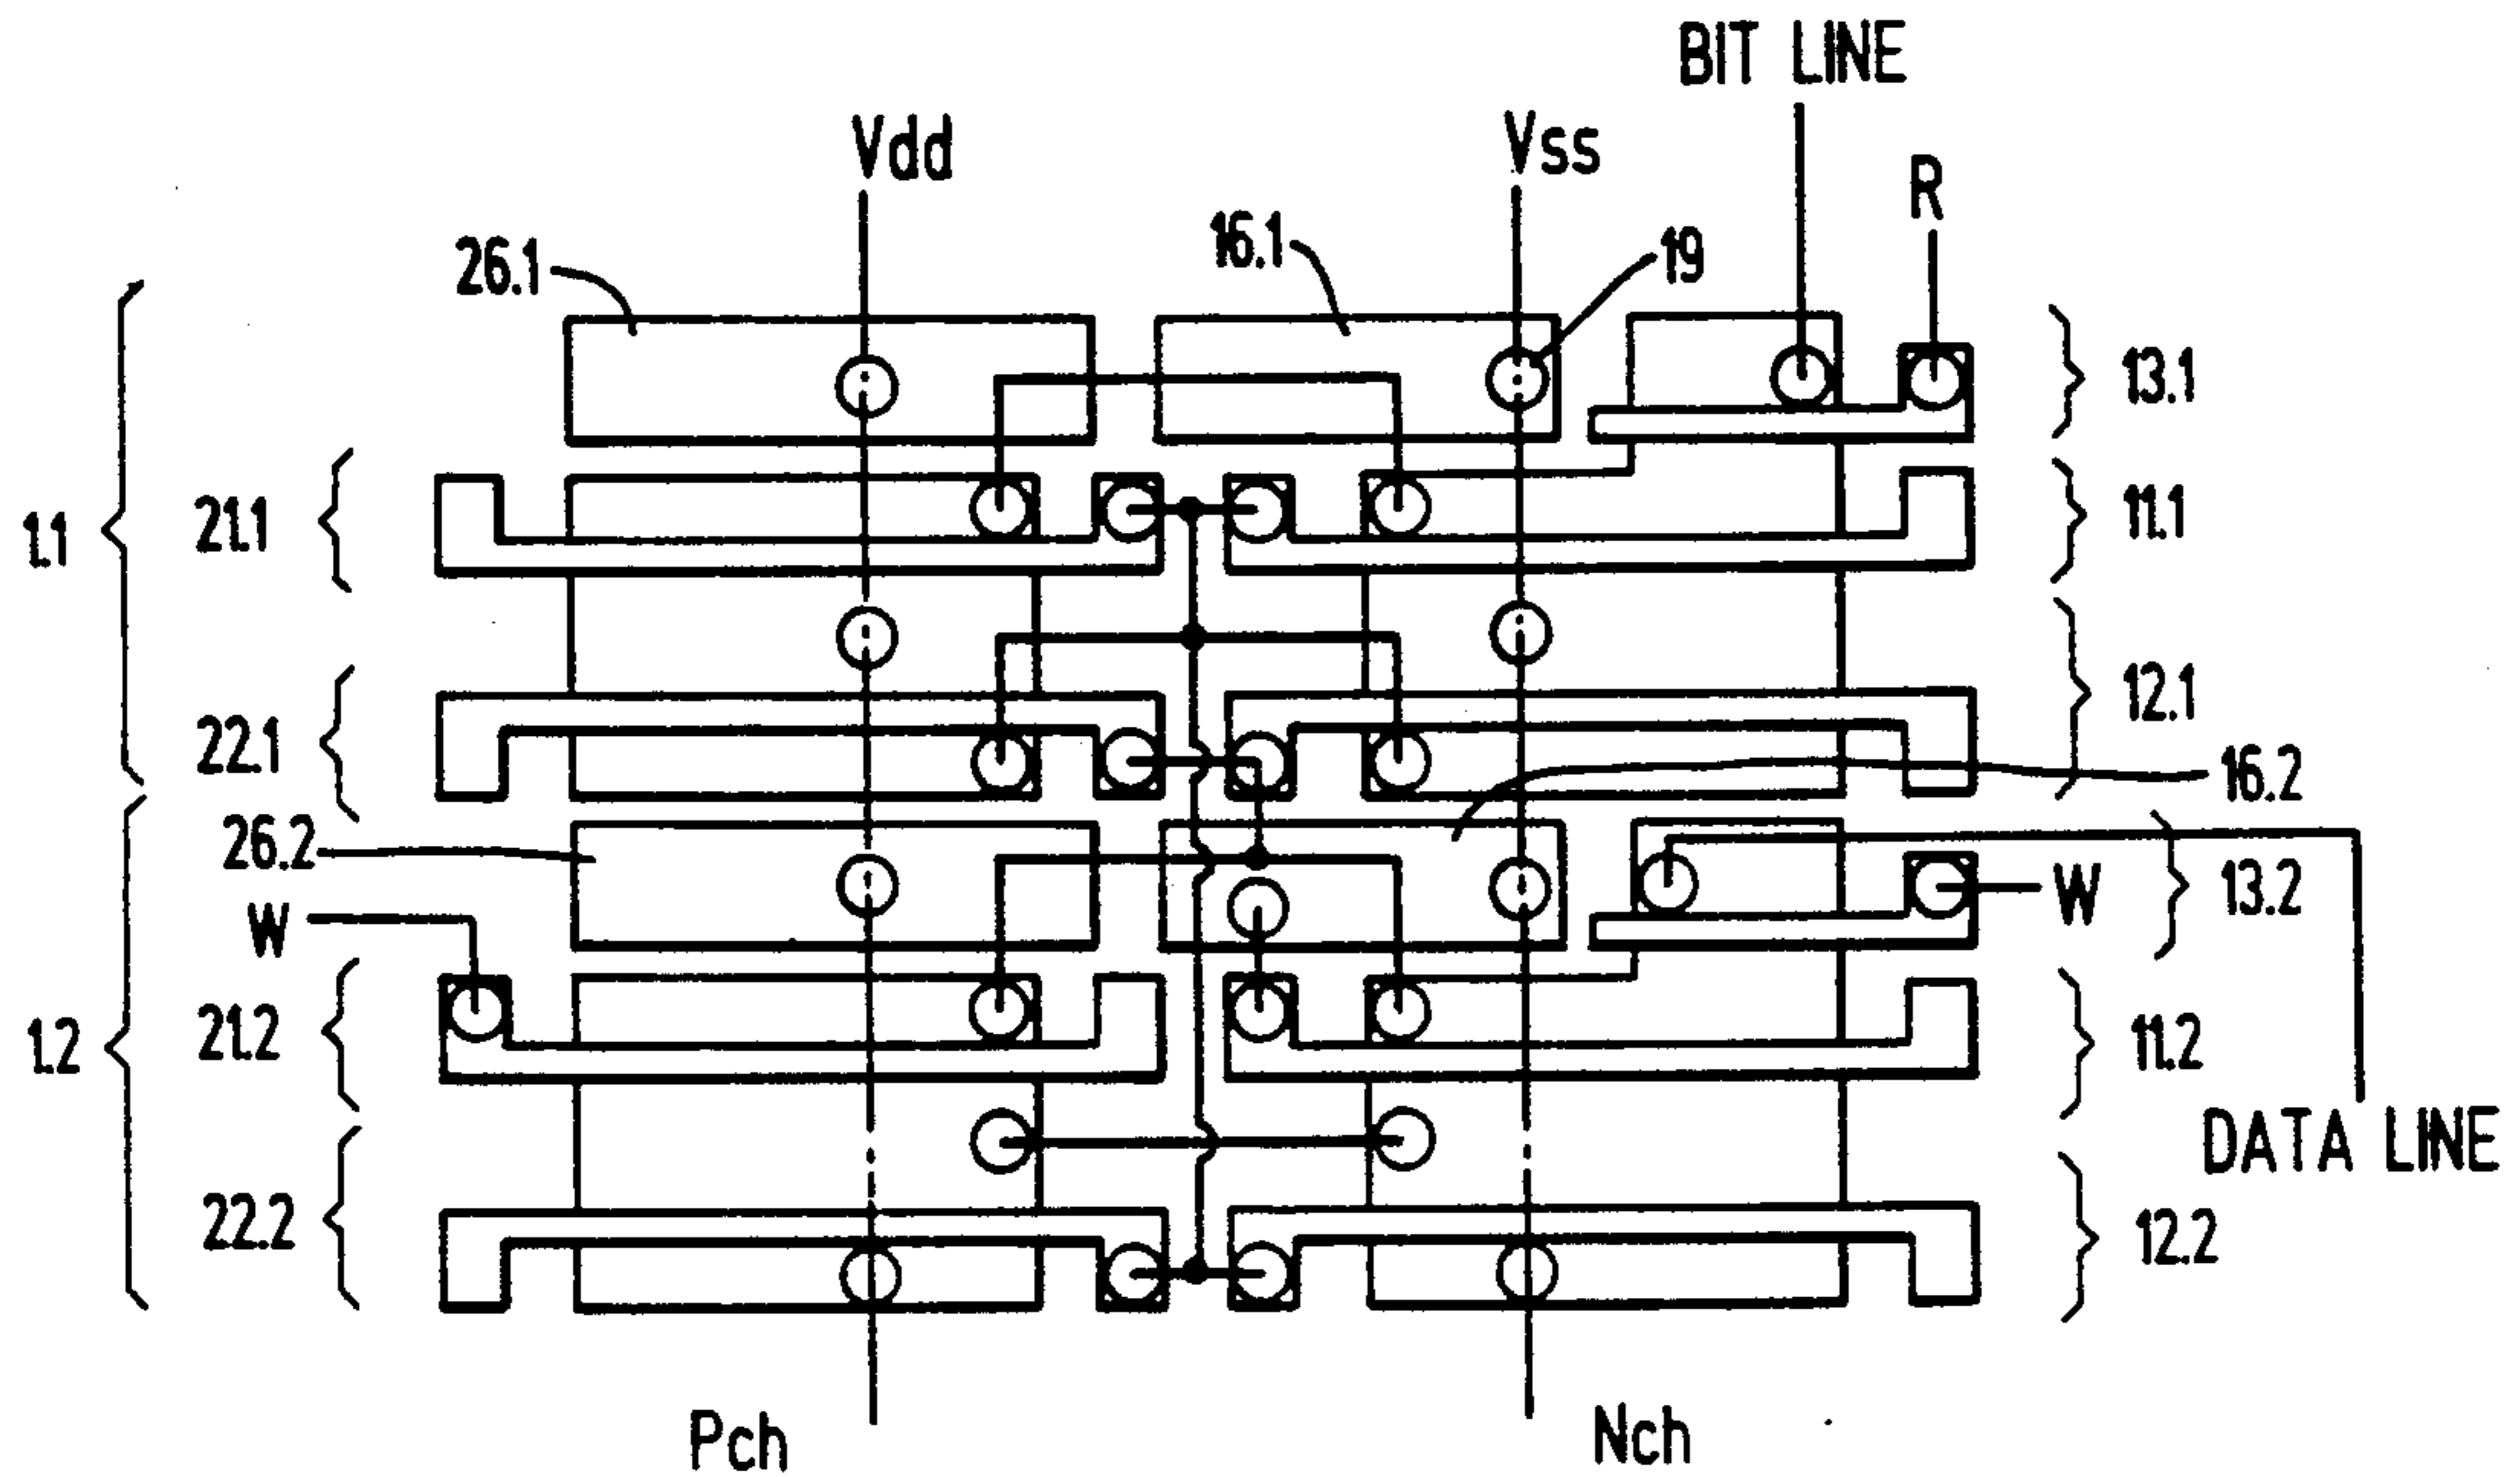 BIT LINE
Vdd
Vss
R
26.1
16.1
19
13.1
1.1
21.1
11.1
12.1
22.1
16.2
26.2
W
W
13.2
1.2
21.2
11.2
DATA LINE
22.2
12.2
Pch
Nch